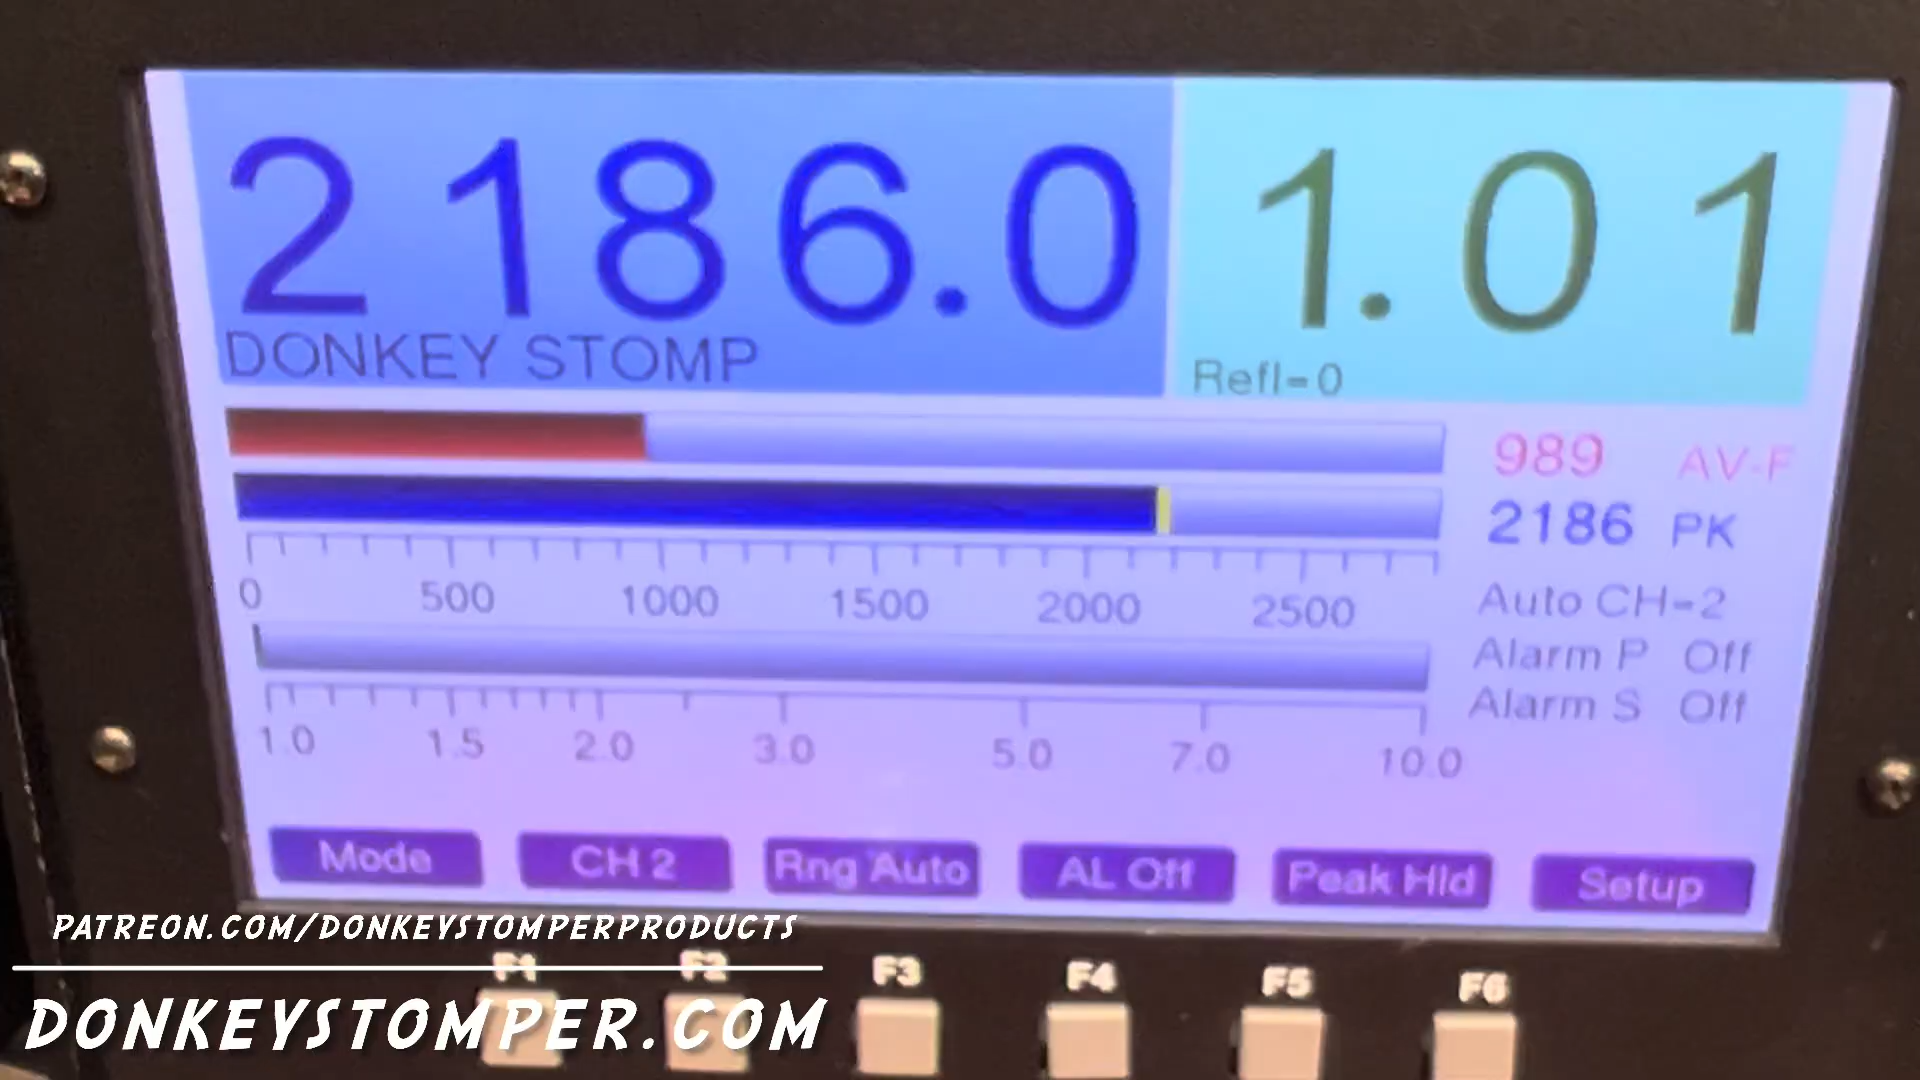 2186.0
1.01
DONKEY STOMP
Refl=0
989 AV-F
2186 PK
0 500 1000 1500 2000 2500
Auto CH=2
Alarm P Off
Alarm S Off
1.0 1.5 2.0 3.0 5.0 7.0 10.0
Mode CH 2 Rng Auto AL Off Peak Hld Setup
PATREON.COM/DONKEYSTOMPERPRODUCTS
F1 F2 F3 F4 F5 F6
DONKEYSTOMPER.COM